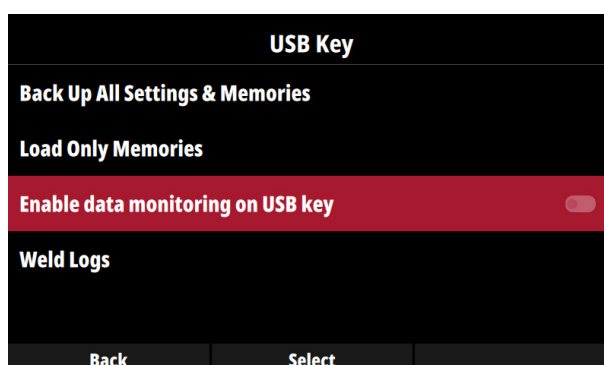 USB Key
Back Up All Settings & Memories
Load Only Memories
Enable data monitoring on USB key
Weld Logs
Back Select